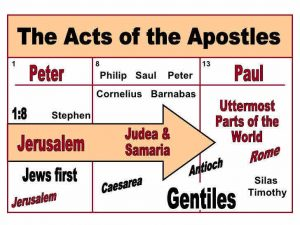 The Acts of the Apostles
1 8 13
Peter Philip Saul Peter Paul
Cornelius Barnabas
1:8 Stephen
Uttermost
Parts of the
World
Jerusalem Judea &
Samaria
Jews first
Jerusalem
Caesarea
Antioch
Rome
Gentiles
Silas
Timothy